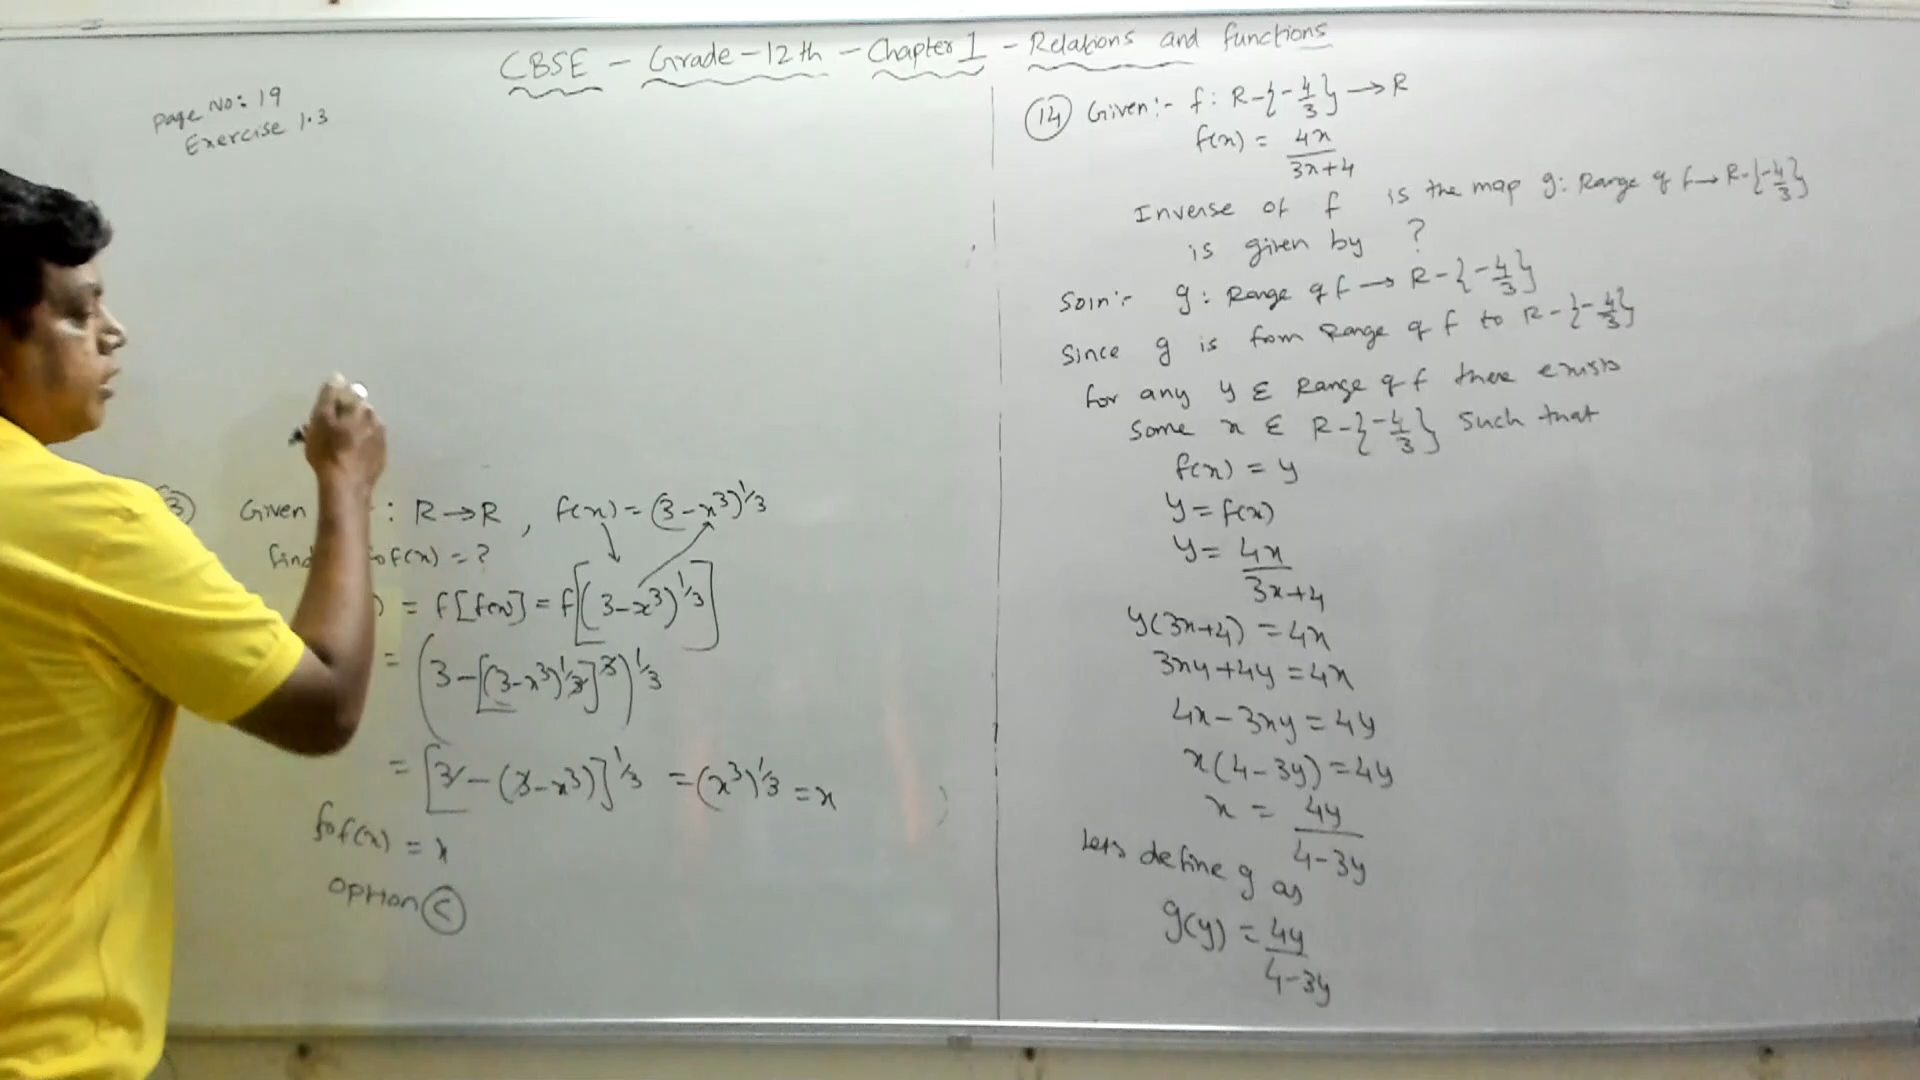 CBSE - Grade - 12th - Chapter 1 - Relations and functions
Page No: 19
Exercise 1.3
3) Given : R→R , f(x) = (3-x³)^1/3
find fof(x) = ?
) = f[f(x)] = f[(3-x³)^1/3]
= (3-[(3-x³)^1/3]^3)^1/3
= [3-(3-x³)]^1/3 = (x³)^1/3 = x
fof(x) = x
Option C
14 Given:- f: R-{-4/3} → R
f(x) = 4x/3x+4
Inverse of f is the map g: Range of f → R-{-4/3}
is given by ?
Soln:- g: Range of f → R-{-4/3}
Since g is from Range of f to R-{-4/3}
for any y ε Range of f there exists
some x ε R-{-4/3} such that
f(x) = y
y = f(x)
y = 4x/3x+4
y(3x+4) = 4x
3xy+4y = 4x
4x-3xy = 4y
x(4-3y) = 4y
x = 4y/4-3y
Lets define g as
g(y) = 4y/4-3y